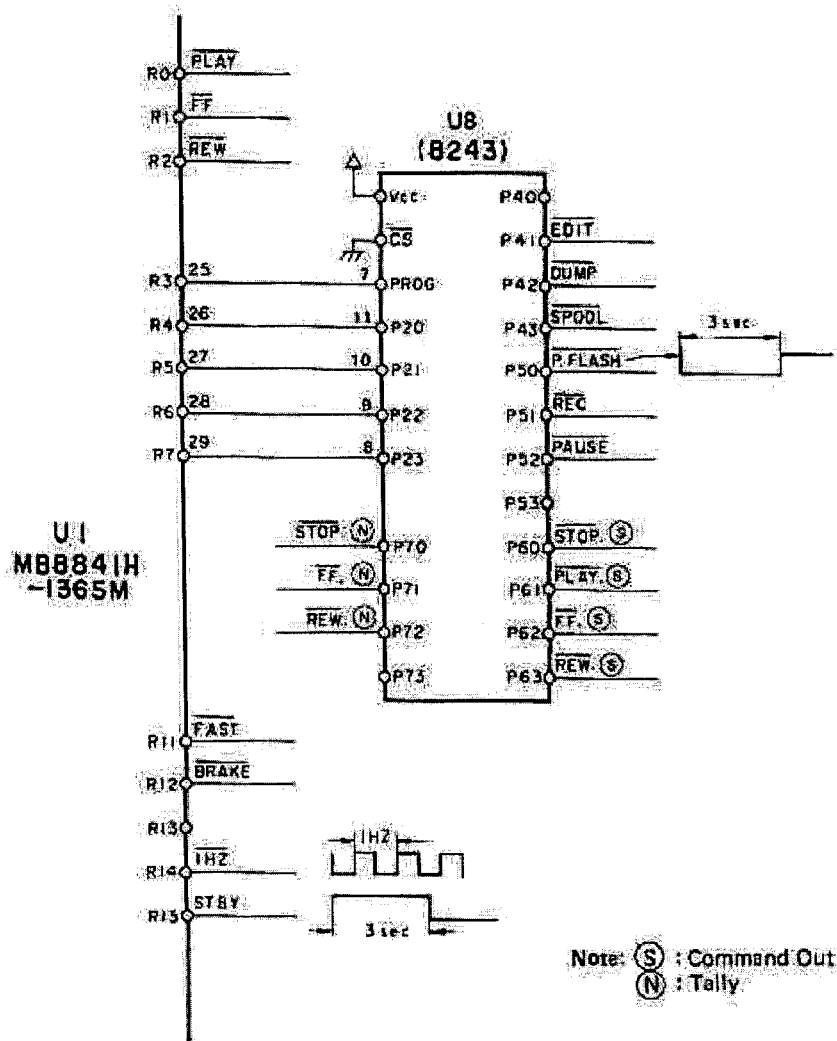 R0 PLAY
R1 FF
R2 REW
U8
(8243)
Vcc P40
CS P41 EDIT
R3 25 7 PROG P42 DUMP
R4 26 11 P20 P43 SPOOL
3 sec
R5 27 10 P21 P50 P.FLASH
R6 28 9 P22 P51 REC
R7 29 8 P23 P52 PAUSE
P53
U1
MB8841H
-1365M
STOP. N P70 P60 STOP. S
FF. N P71 P61 PLAY. S
REW. N P72 P62 FF. S
P73 P63 REW. S
R11 FAST
R12 BRAKE
R13
R14 1HZ 1HZ
R15 STBY
3 sec
Note: S : Command Out
N : Tally